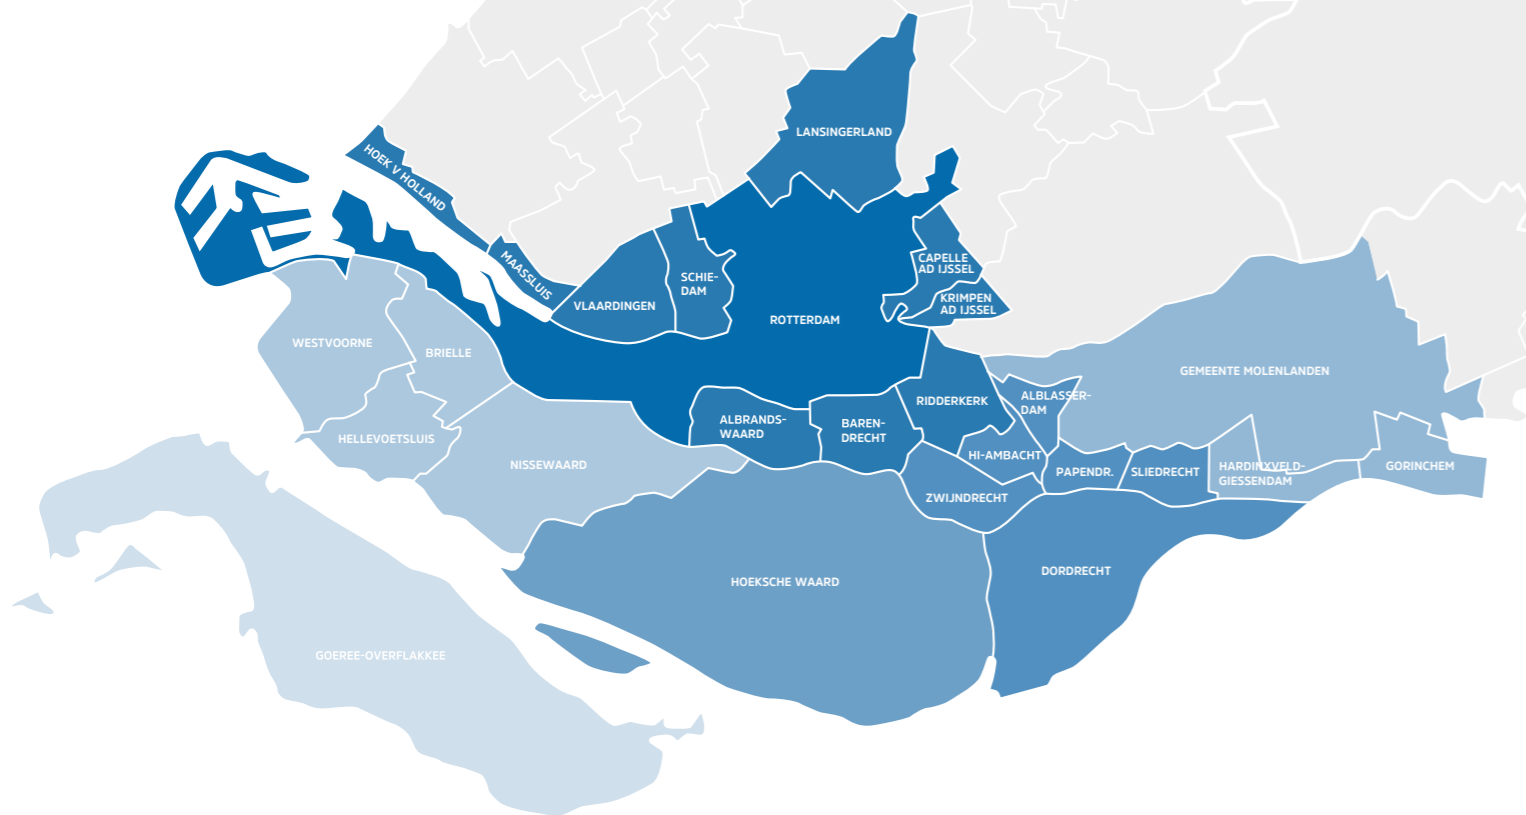 LANSINGERLAND
HOEK V HOLLAND
MAASSLUIS
CAPELLE
AD IJSSEL
SCHIE-
DAM
VLAARDINGEN
KRIMPEN
AD IJSSEL
ROTTERDAM
WESTVOORNE
BRIELLE
GEMEENTE MOLENLANDEN
RIDDERKERK
ALBLASSER-
DAM
ALBRANDS-
WAARD
BAREN-
DRECHT
HELLEVOETSLUIS
HI-AMBACHT
NISSEWAARD
PAPENDR.
SLIEDRECHT
HARDINXVELD-
GIESSENDAM
GORINCHEM
ZWIJNDRECHT
DORDRECHT
HOEKSCHE WAARD
GOEREE-OVERFLAKKEE